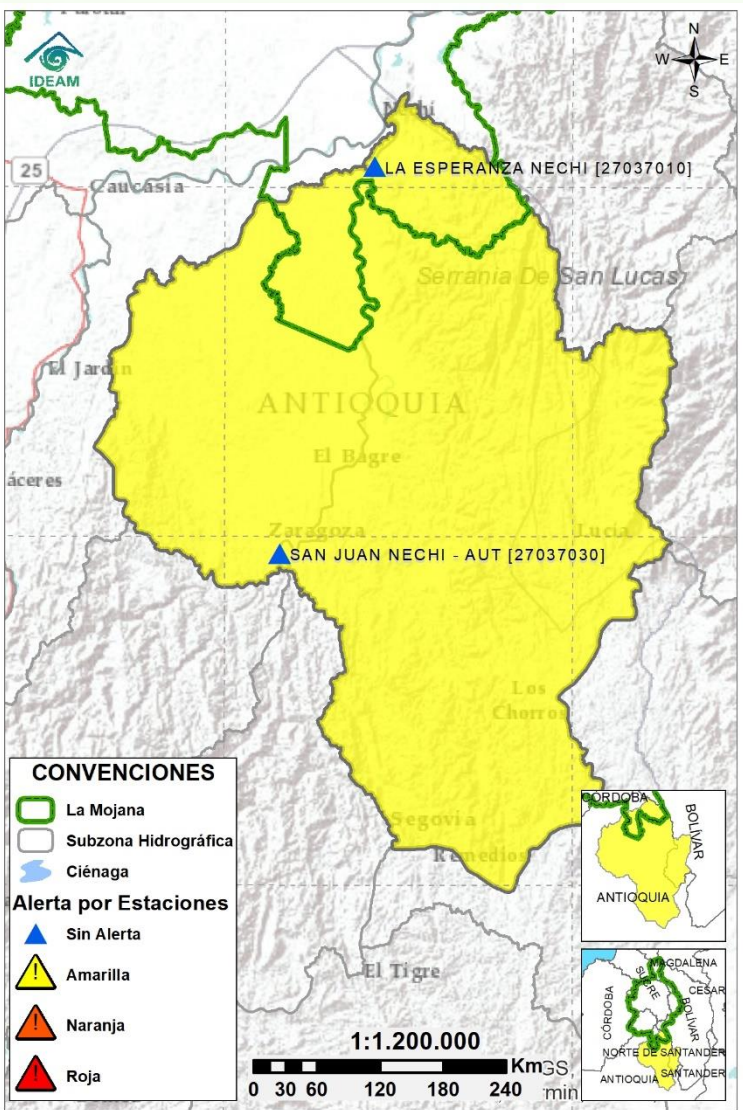 N
W E
S
IDEAM
25
Caucasia
LA ESPERANZA NECHI [27037010]
Serranía De San Lucas
El Jardín
ANTIOQUIA
El Bagre
áceres
Zaragoza
Lucia
SAN JUAN NECHI - AUT [27037030]
Los
Chorros
Segovia
Remedios
El Tigre
CONVENCIONES
La Mojana
Subzona Hidrográfica
Ciénaga
Alerta por Estaciones
Sin Alerta
Amarilla
Naranja
Roja
1:1.200.000
Km
0 30 60 120 180 240
GS,
min
CÓRDOBA
BOLÍVAR
ANTIOQUIA
MAGDALENA
SUCRE
CESAR
CÓRDOBA
BOLÍVAR
NORTE DE SANTANDER
ANTIOQUIA
SANTANDER